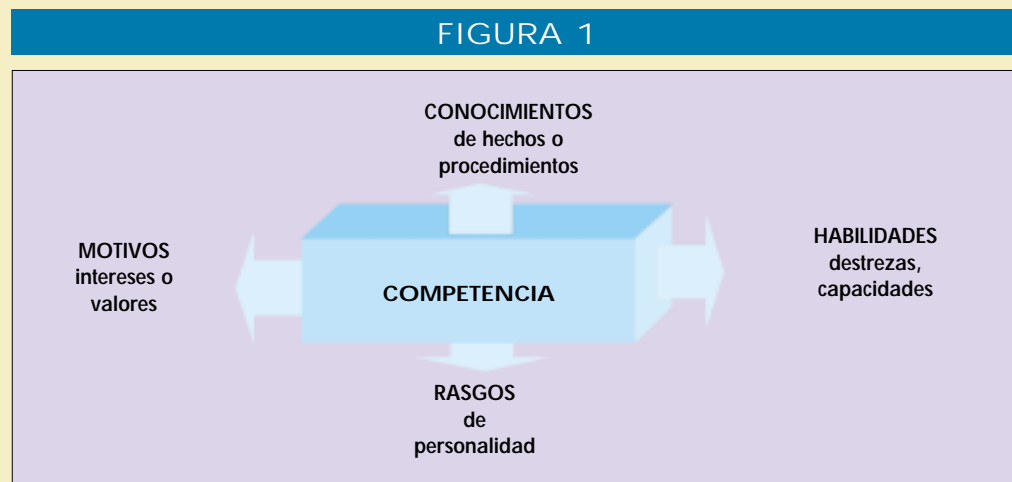 FIGURA 1
CONOCIMIENTOS
de hechos o
procedimientos
MOTIVOS
intereses o
valores
COMPETENCIA
HABILIDADES
destrezas,
capacidades
RASGOS
de
personalidad